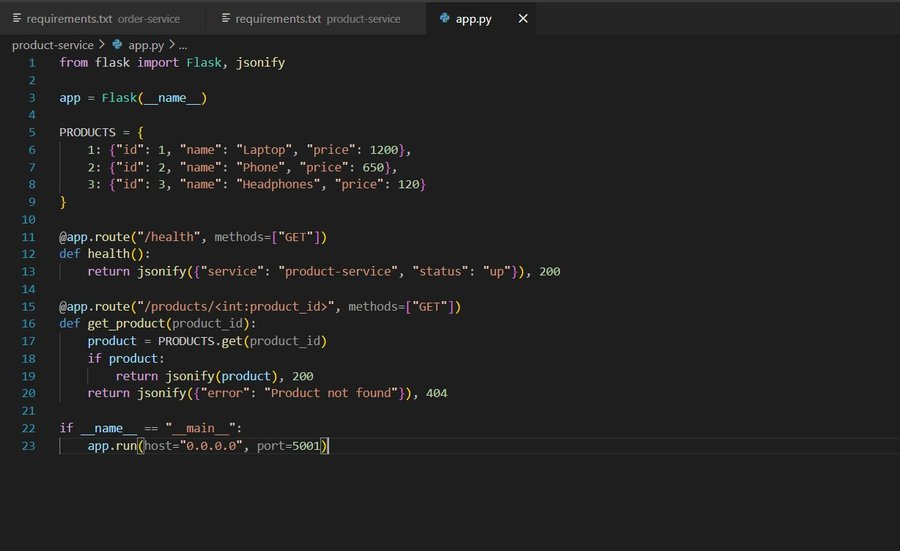 requirements.txt order-service requirements.txt product-service app.py ×
product-service > app.py > ...
1 from flask import Flask, jsonify
2
3 app = Flask(__name__)
4
5 PRODUCTS = {
6     1: {"id": 1, "name": "Laptop", "price": 1200},
7     2: {"id": 2, "name": "Phone", "price": 650},
8     3: {"id": 3, "name": "Headphones", "price": 120}
9 }
10
11 @app.route("/health", methods=["GET"])
12 def health():
13     return jsonify({"service": "product-service", "status": "up"}), 200
14
15 @app.route("/products/<int:product_id>", methods=["GET"])
16 def get_product(product_id):
17     product = PRODUCTS.get(product_id)
18     if product:
19         return jsonify(product), 200
20     return jsonify({"error": "Product not found"}), 404
21
22 if __name__ == "__main__":
23     app.run(host="0.0.0.0", port=5001)